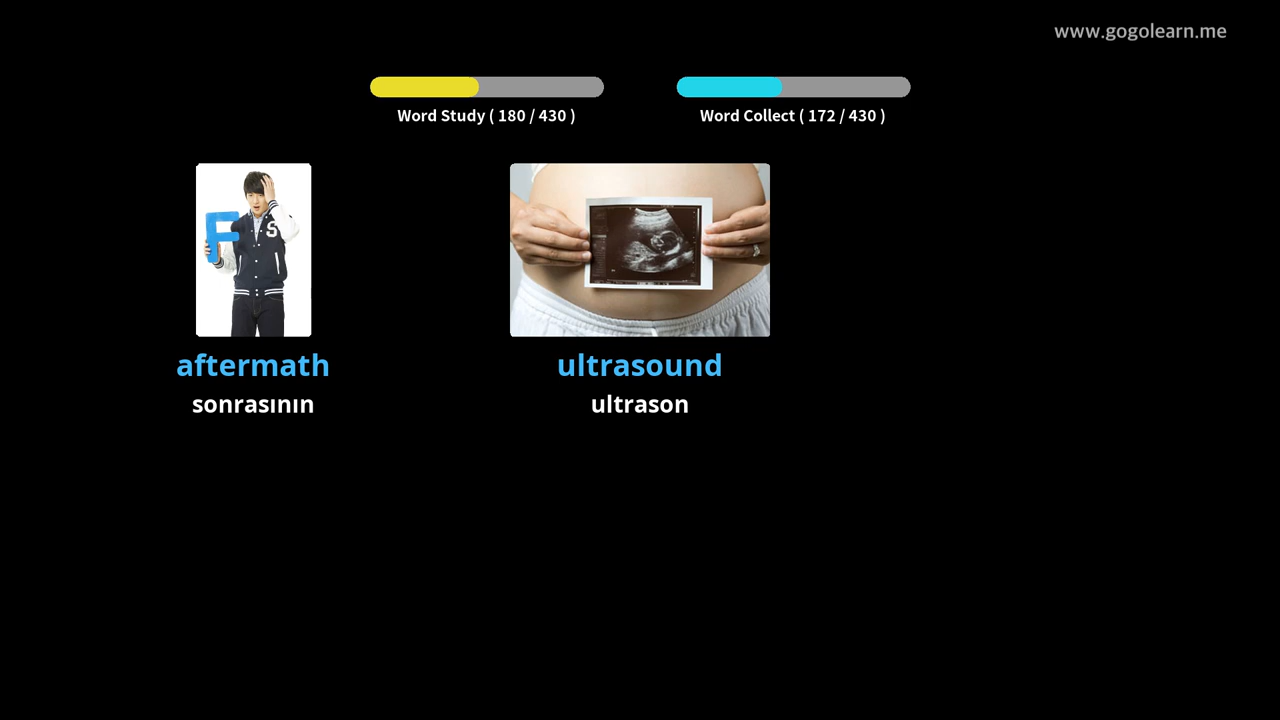 www.gogolearn.me
Word Study ( 180 / 430 )
Word Collect ( 172 / 430 )
F
S
aftermath
sonrasının
ultrasound
ultrason